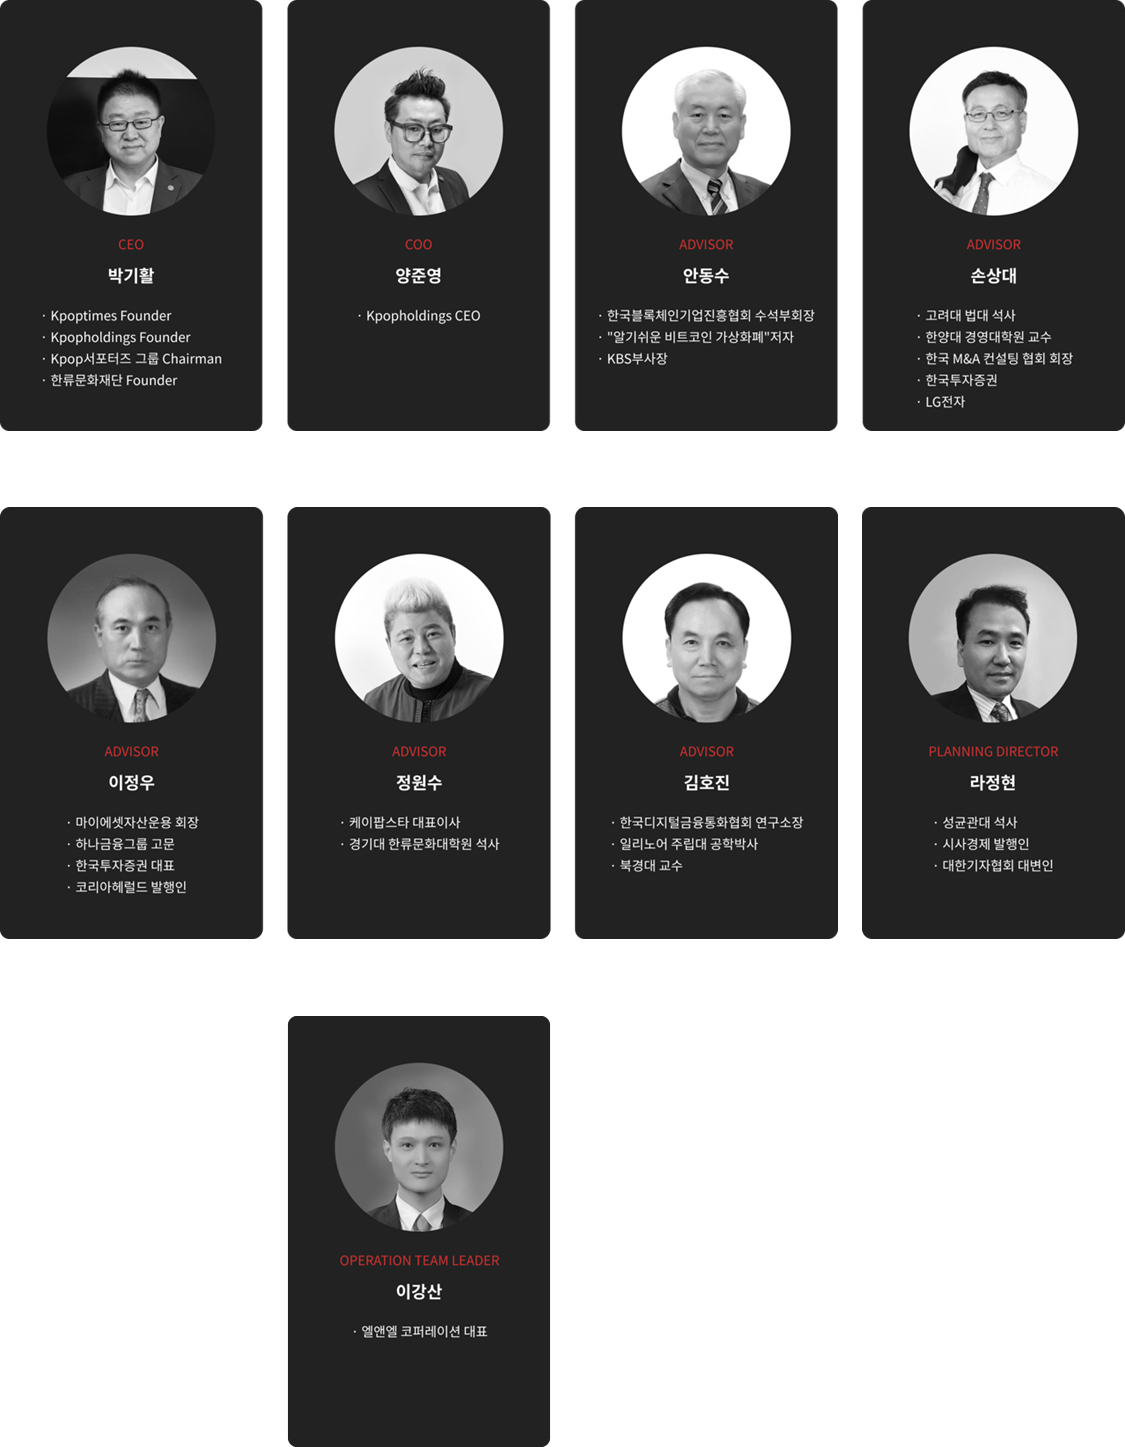 CEO
박기활
· Kpoptimes Founder
· Kpopholdings Founder
· Kpop서포터즈 그룹 Chairman
· 한류문화재단 Founder
COO
양준영
· Kpopholdings CEO
ADVISOR
안동수
· 한국블록체인기업진흥협회 수석부회장
· "알기쉬운 비트코인 가상화폐"저자
· KBS부사장
ADVISOR
손상대
· 고려대 법대 석사
· 한양대 경영대학원 교수
· 한국 M&A 컨설팅 협회 회장
· 한국투자증권
· LG전자
ADVISOR
이정우
· 마이에셋자산운용 회장
· 하나금융그룹 고문
· 한국투자증권 대표
· 코리아헤럴드 발행인
ADVISOR
정원수
· 케이팝스타 대표이사
· 경기대 한류문화대학원 석사
ADVISOR
김호진
· 한국디지털금융통화협회 연구소장
· 일리노어 주립대 공학박사
· 북경대 교수
PLANNING DIRECTOR
라정현
· 성균관대 석사
· 시사경제 발행인
· 대한기자협회 대변인
OPERATION TEAM LEADER
이강산
· 엘앤엘 코퍼레이션 대표